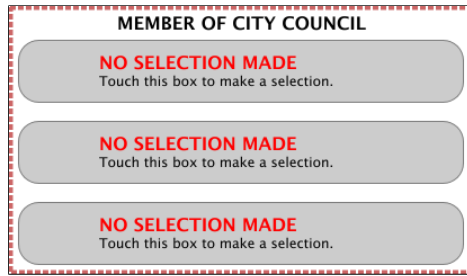 MEMBER OF CITY COUNCIL
NO SELECTION MADE
Touch this box to make a selection.
NO SELECTION MADE
Touch this box to make a selection.
NO SELECTION MADE
Touch this box to make a selection.